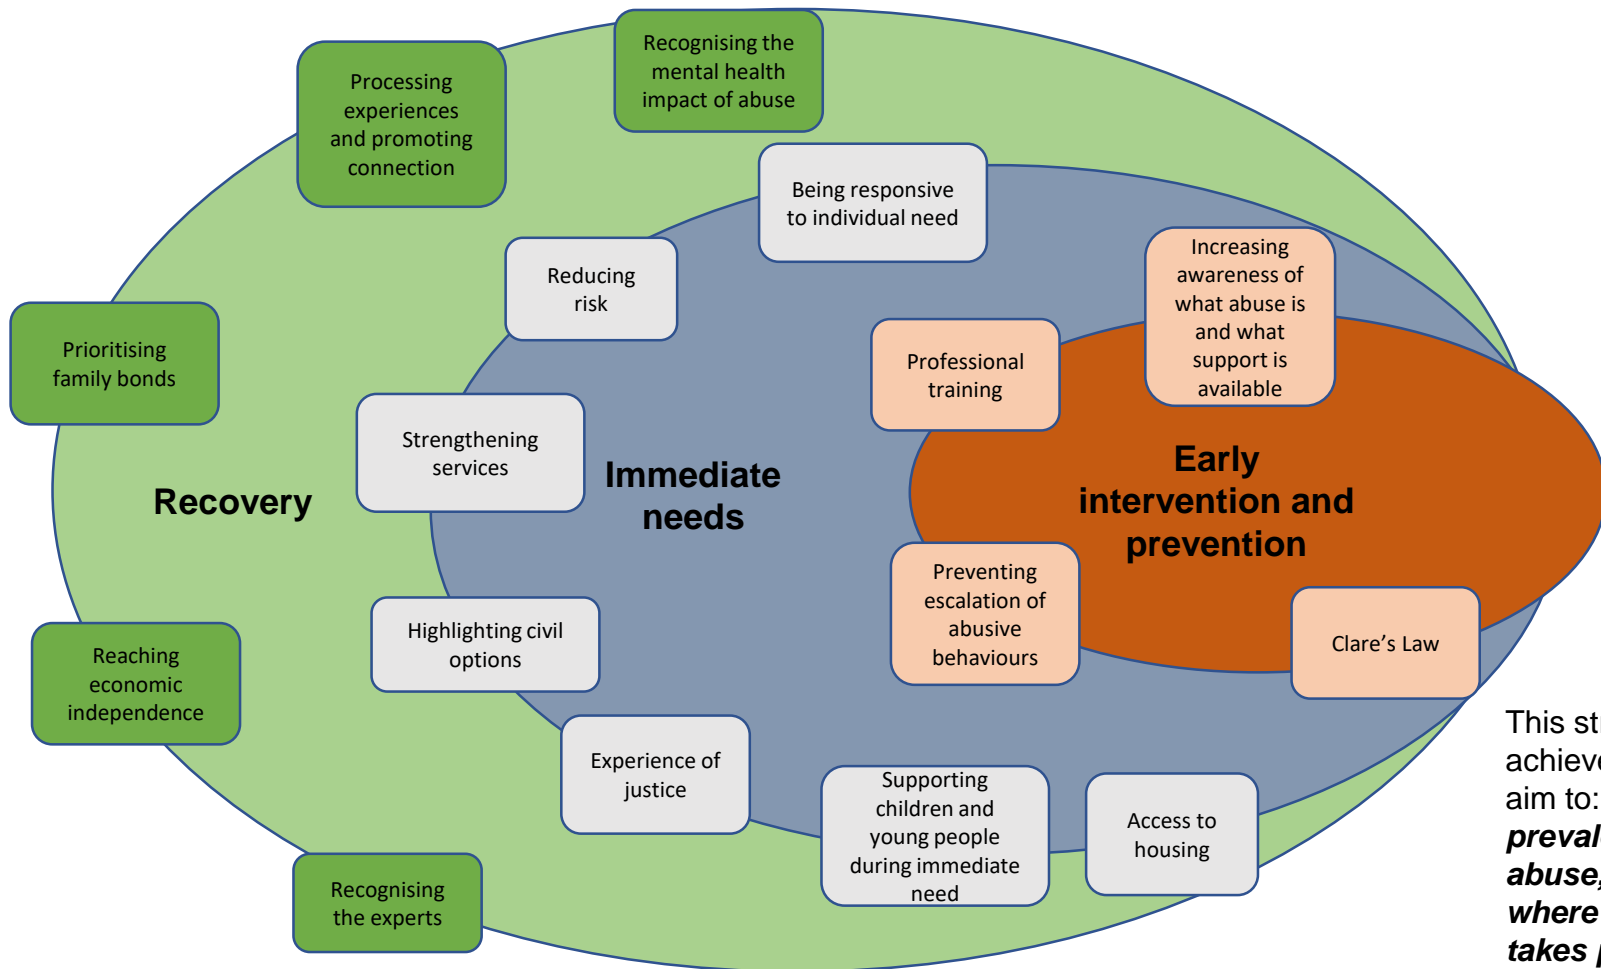 Recognising the
mental health
impact of abuse
Processing
experiences
and promoting
connection
Being responsive
to individual need
Increasing
awareness of
what abuse is
and what
support is
available
Reducing
risk
Prioritising
family bonds
Professional
training
Strengthening
services
Recovery
Immediate
needs
Early
intervention and
prevention
Preventing
escalation of
abusive
behaviours
Highlighting civil
options
Clare’s Law
Reaching
economic
independence
Experience of
justice
Supporting
children and
young people
during immediate
need
Access to
housing
Recognising
the experts
This
aim to:
abuse,
where
takes